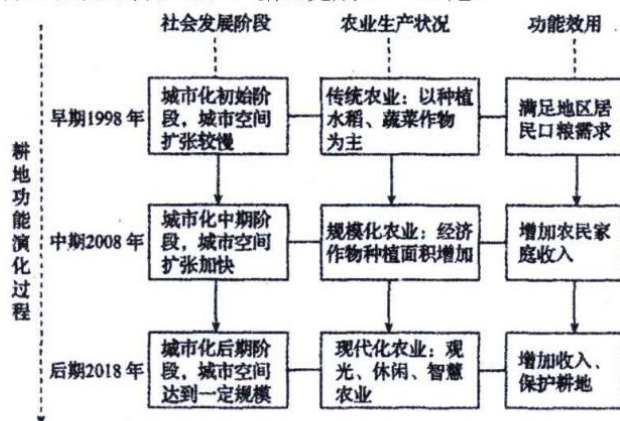 社会发展阶段
农业生产状况
功能效用
耕地功能演化过程
早期1998年
城市化初始阶
段，城市空间
扩张较慢
传统农业：以种植
水稻、蔬菜作物
为主
满足地区居
民口粮需求
中期2008年
城市化中期阶
段，城市空间
扩张加快
规模化农业：经济
作物种植面积增加
增加农民家
庭收入
后期2018年
城市化后期阶
段，城市空间
达到一定规模
现代化农业：观
光、休闲、智慧
农业
增加收入、
保护耕地